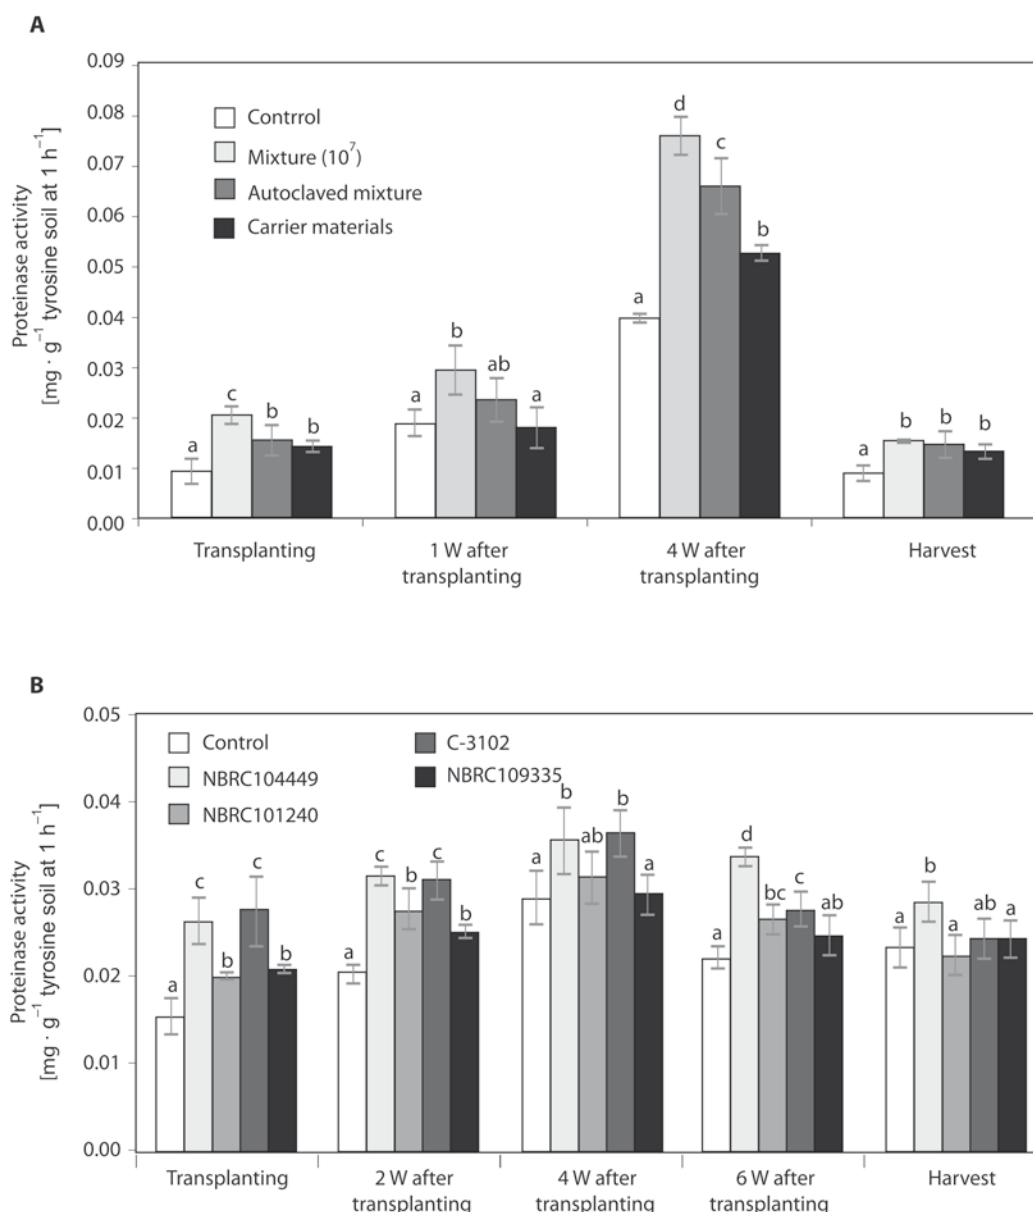 A
Proteinase activity
[mg · g⁻¹ tyrosine soil at 1 h⁻¹]
0.09
0.08
0.07
0.06
0.05
0.04
0.03
0.02
0.01
0.00
Contrrol
Mixture (10⁷)
Autoclaved mixture
Carrier materials
a c b b
a b ab a
a d c b
a b b b
Transplanting
1 W after
transplanting
4 W after
transplanting
Harvest
B
Proteinase activity
[mg · g⁻¹ tyrosine soil at 1 h⁻¹]
0.05
0.04
0.03
0.02
0.01
0.00
Control
NBRC104449
NBRC101240
C-3102
NBRC109335
a c b c b
a c b c b
a b ab b a
a d bc c ab
a b a ab a
Transplanting
2 W after
transplanting
4 W after
transplanting
6 W after
transplanting
Harvest